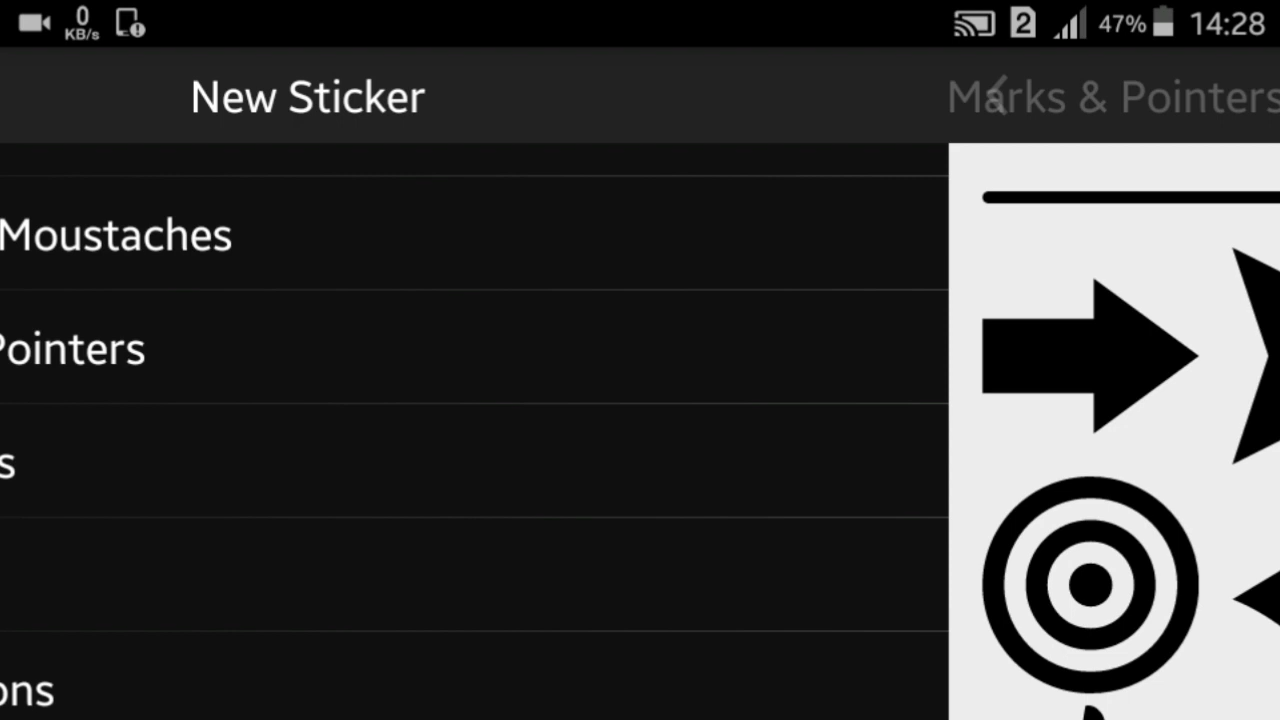 0
KB/s
2
47%
14:28
New Sticker
Marks & Pointers
Moustaches
Pointers
s
ons